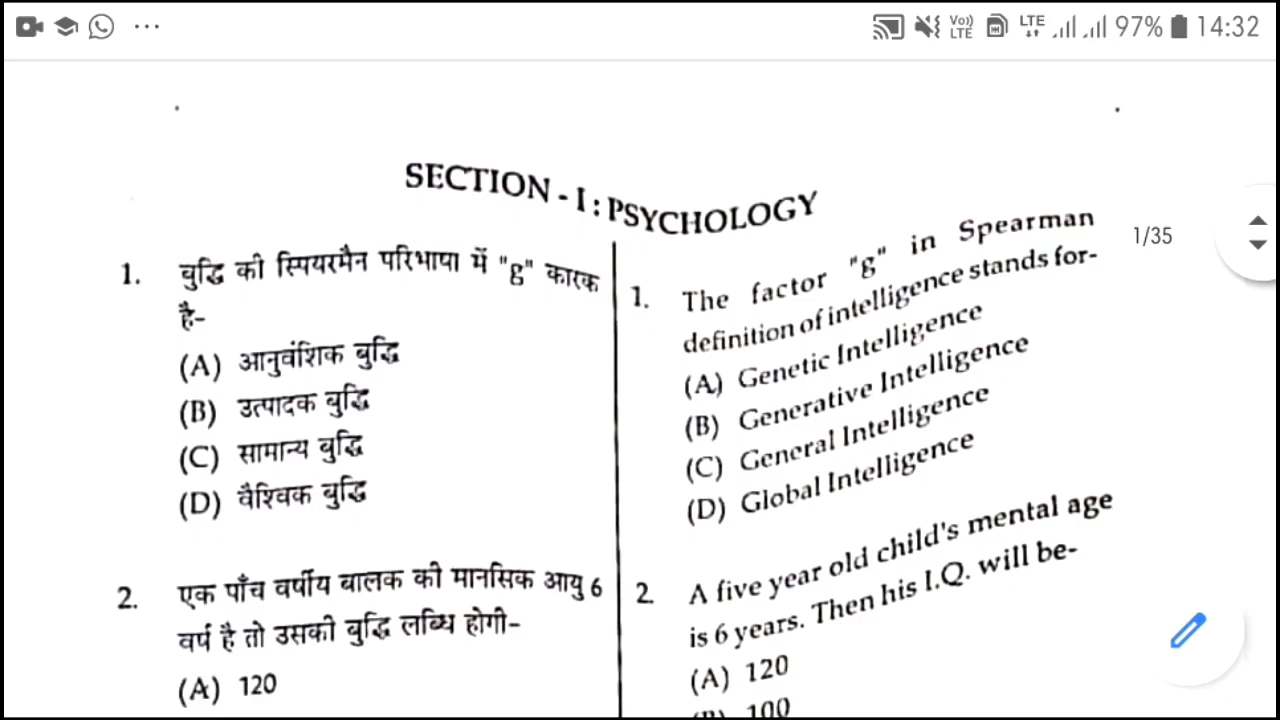 Vo)) LTE LTE 97% 14:32
SECTION - I : PSYCHOLOGY
1/35
1. बुद्धि की स्पियरमैन परिभाषा में "g" कारक
है-
(A) आनुवंशिक बुद्धि
(B) उत्पादक बुद्धि
(C) सामान्य बुद्धि
(D) वैश्विक बुद्धि
2. एक पाँच वर्षीय बालक की मानसिक आयु 6
वर्ष है तो उसकी बुद्धि लब्धि होगी-
(A) 120
1. The factor "g" in Spearman
definition of intelligence stands for-
(A) Genetic Intelligence
(B) Generative Intelligence
(C) General Intelligence
(D) Global Intelligence
2. A five year old child's mental age
is 6 years. Then his I.Q. will be-
(A) 120
(B) 100